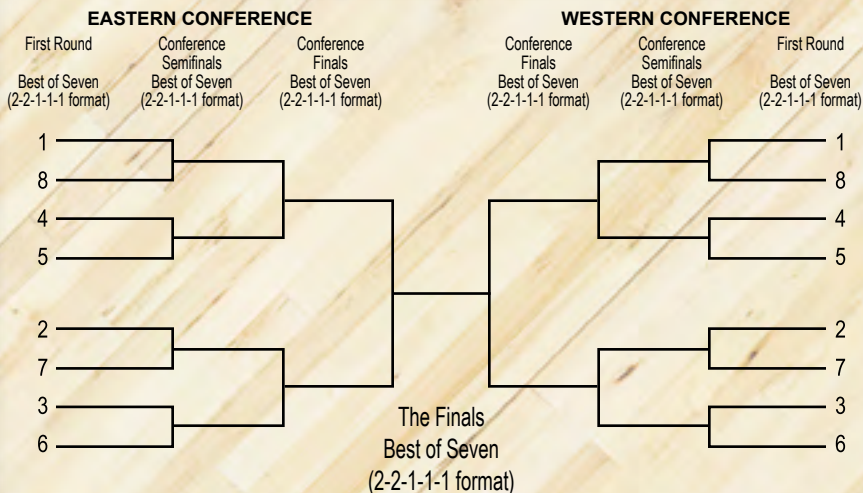 EASTERN CONFERENCE
First Round
Best of Seven
(2-2-1-1-1 format)
Conference
Semifinals
Best of Seven
(2-2-1-1-1 format)
Conference
Finals
Best of Seven
(2-2-1-1-1 format)
WESTERN CONFERENCE
Conference
Finals
Best of Seven
(2-2-1-1-1 format)
Conference
Semifinals
Best of Seven
(2-2-1-1-1 format)
First Round
Best of Seven
(2-2-1-1-1 format)
1
8
4
5
2
7
3
6
1
8
4
5
2
7
3
6
The Finals
Best of Seven
(2-2-1-1-1 format)